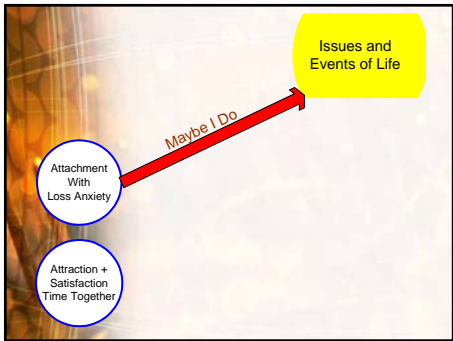 Issues and
Events of Life
Maybe I Do
Attachment
With
Loss Anxiety
Attraction +
Satisfaction
Time Together